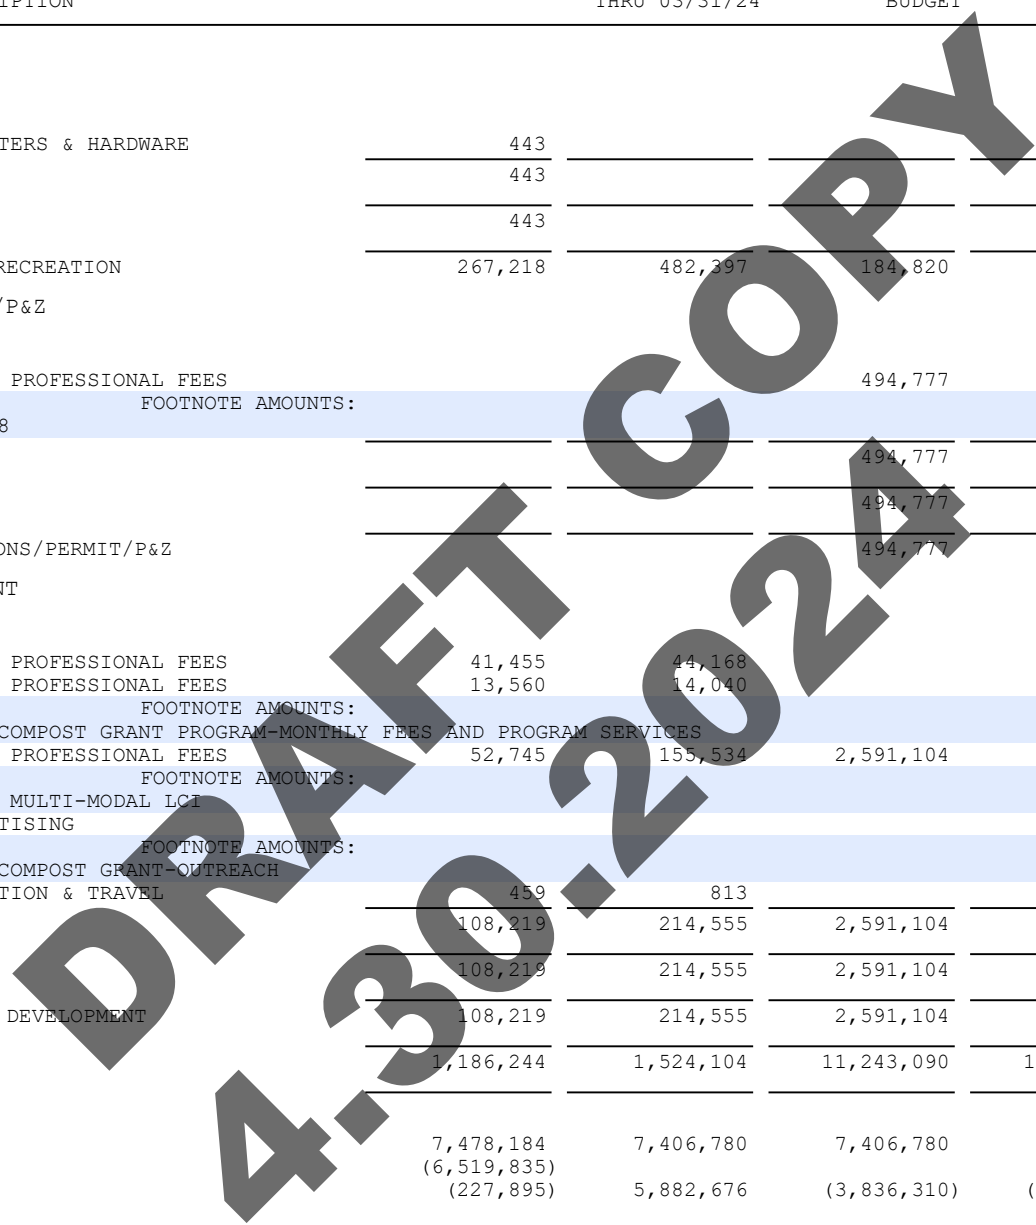 IPTION THRU 03/31/24 BUDGET
TERS & HARDWARE 443
443
443
RECREATION 267,218 482,397 184,820
/P&Z
PROFESSIONAL FEES 494,777
FOOTNOTE AMOUNTS:
8
494,777
494,777
ONS/PERMIT/P&Z 494,777
NT
PROFESSIONAL FEES 41,455 44,168
PROFESSIONAL FEES 13,560 14,040
FOOTNOTE AMOUNTS:
COMPOST GRANT PROGRAM-MONTHLY FEES AND PROGRAM SERVICES
PROFESSIONAL FEES 52,745 155,534 2,591,104
FOOTNOTE AMOUNTS:
MULTI-MODAL LCI
TISING
FOOTNOTE AMOUNTS:
COMPOST GRANT-OUTREACH
TION & TRAVEL 459 813
108,219 214,555 2,591,104
108,219 214,555 2,591,104
DEVELOPMENT 108,219 214,555 2,591,104
1,186,244 1,524,104 11,243,090 1
7,478,184 7,406,780 7,406,780
(6,519,835)
(227,895) 5,882,676 (3,836,310) (
DRAFT COPY
4.30.2024